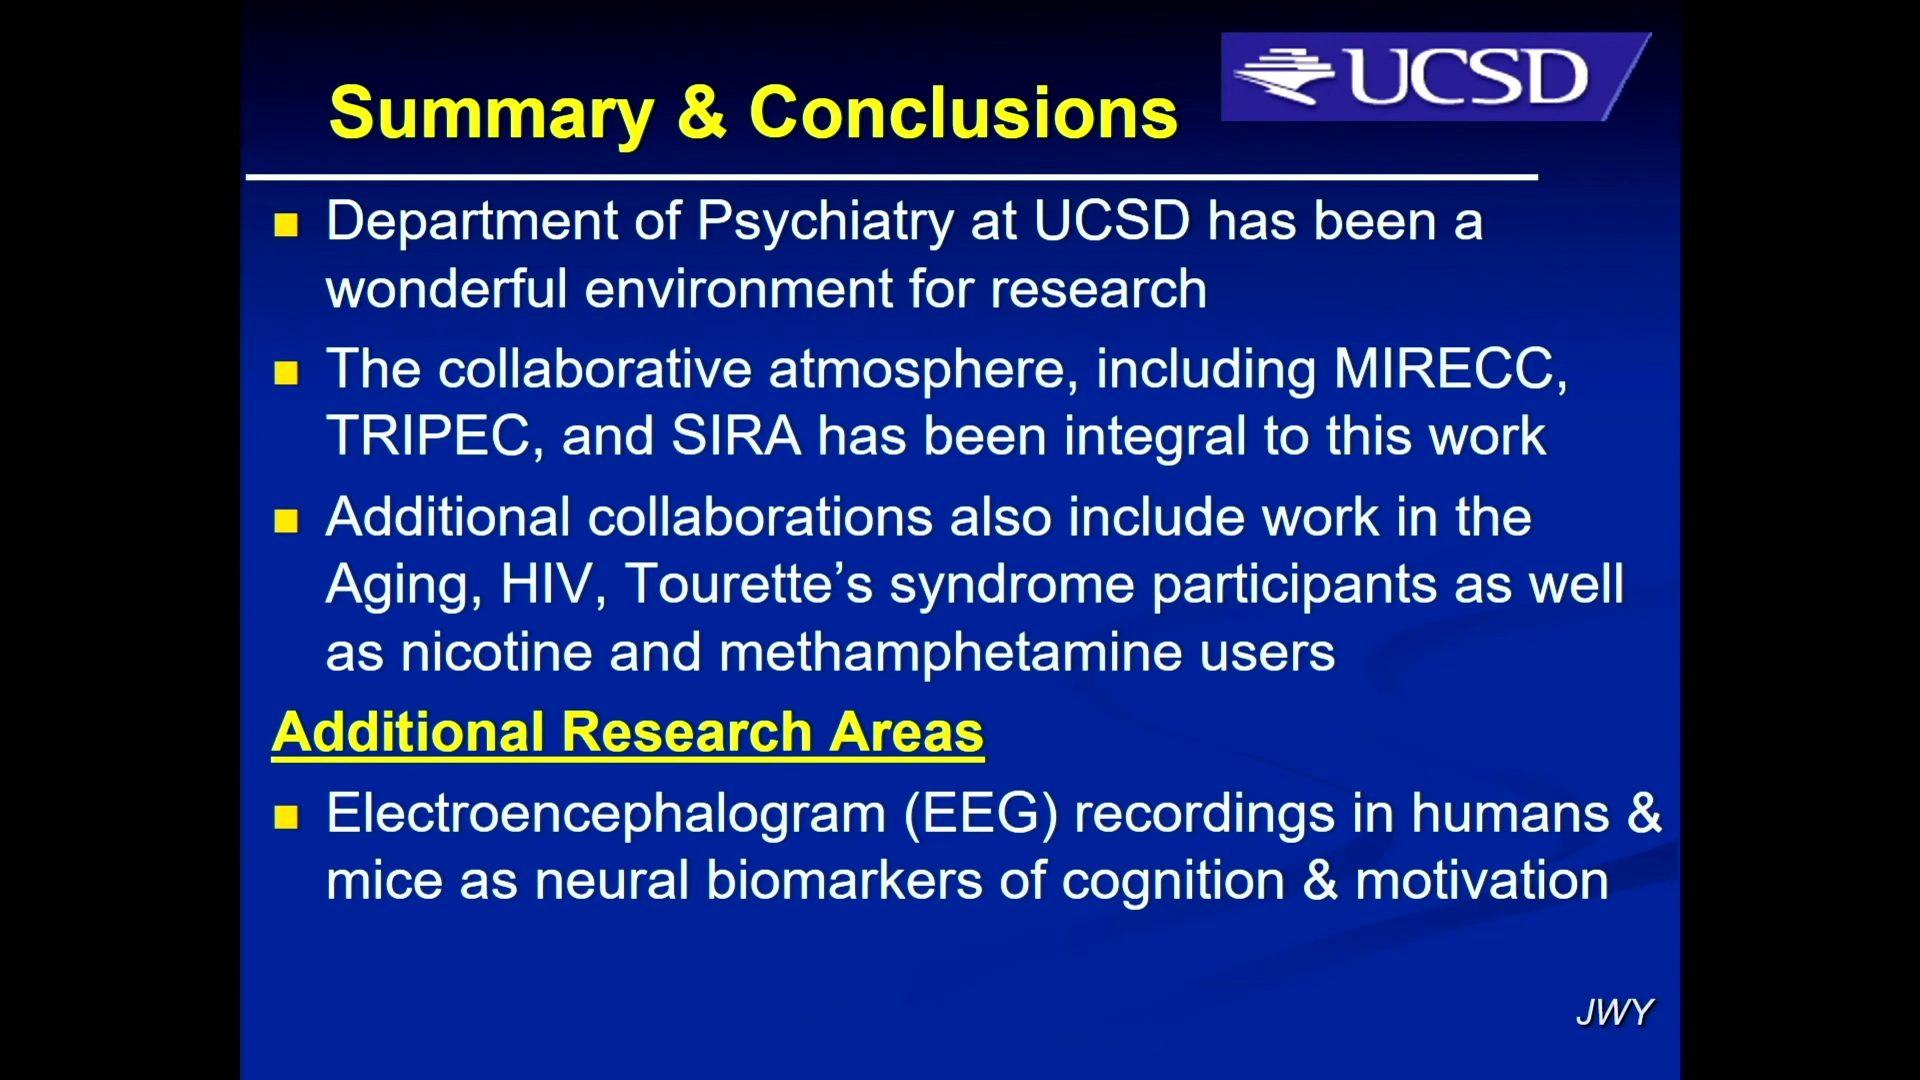 UCSD
Summary & Conclusions
Department of Psychiatry at UCSD has been a
wonderful environment for research
The collaborative atmosphere, including MIRECC,
TRIPEC, and SIRA has been integral to this work
Additional collaborations also include work in the
Aging, HIV, Tourette’s syndrome participants as well
as nicotine and methamphetamine users
Additional Research Areas
Electroencephalogram (EEG) recordings in humans &
mice as neural biomarkers of cognition & motivation
JWY